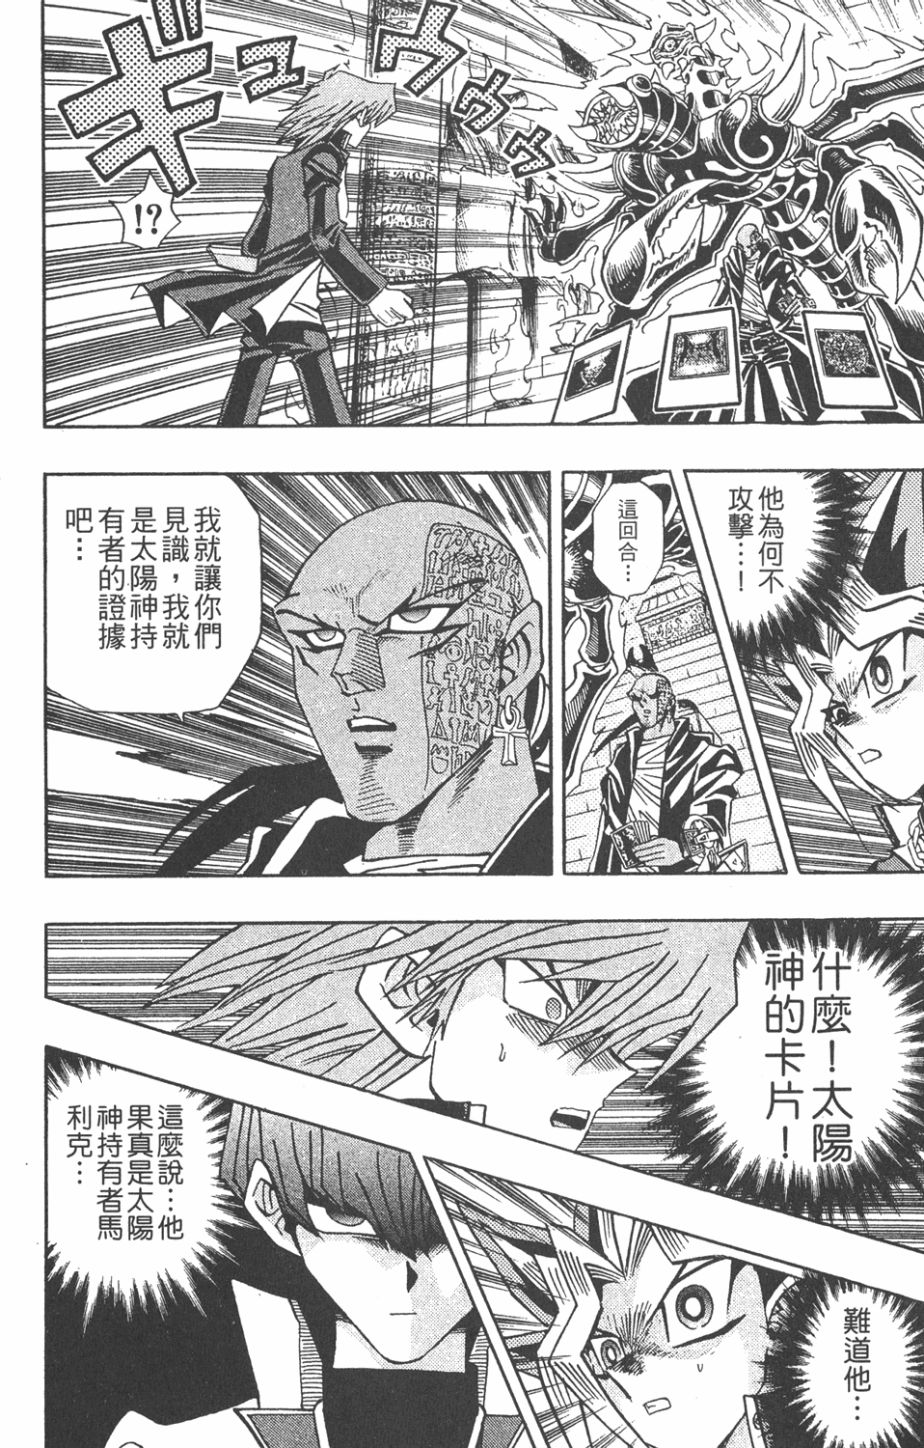 ギュウウウ
!?
他為何不
攻擊…!
這回合…
我就讓你們
見識，我就
是太陽神持
有者的證據
吧…
什麼！太陽
神的卡片！
難道他…
這麼說…他
果真是太陽
神持有者馬
利克…